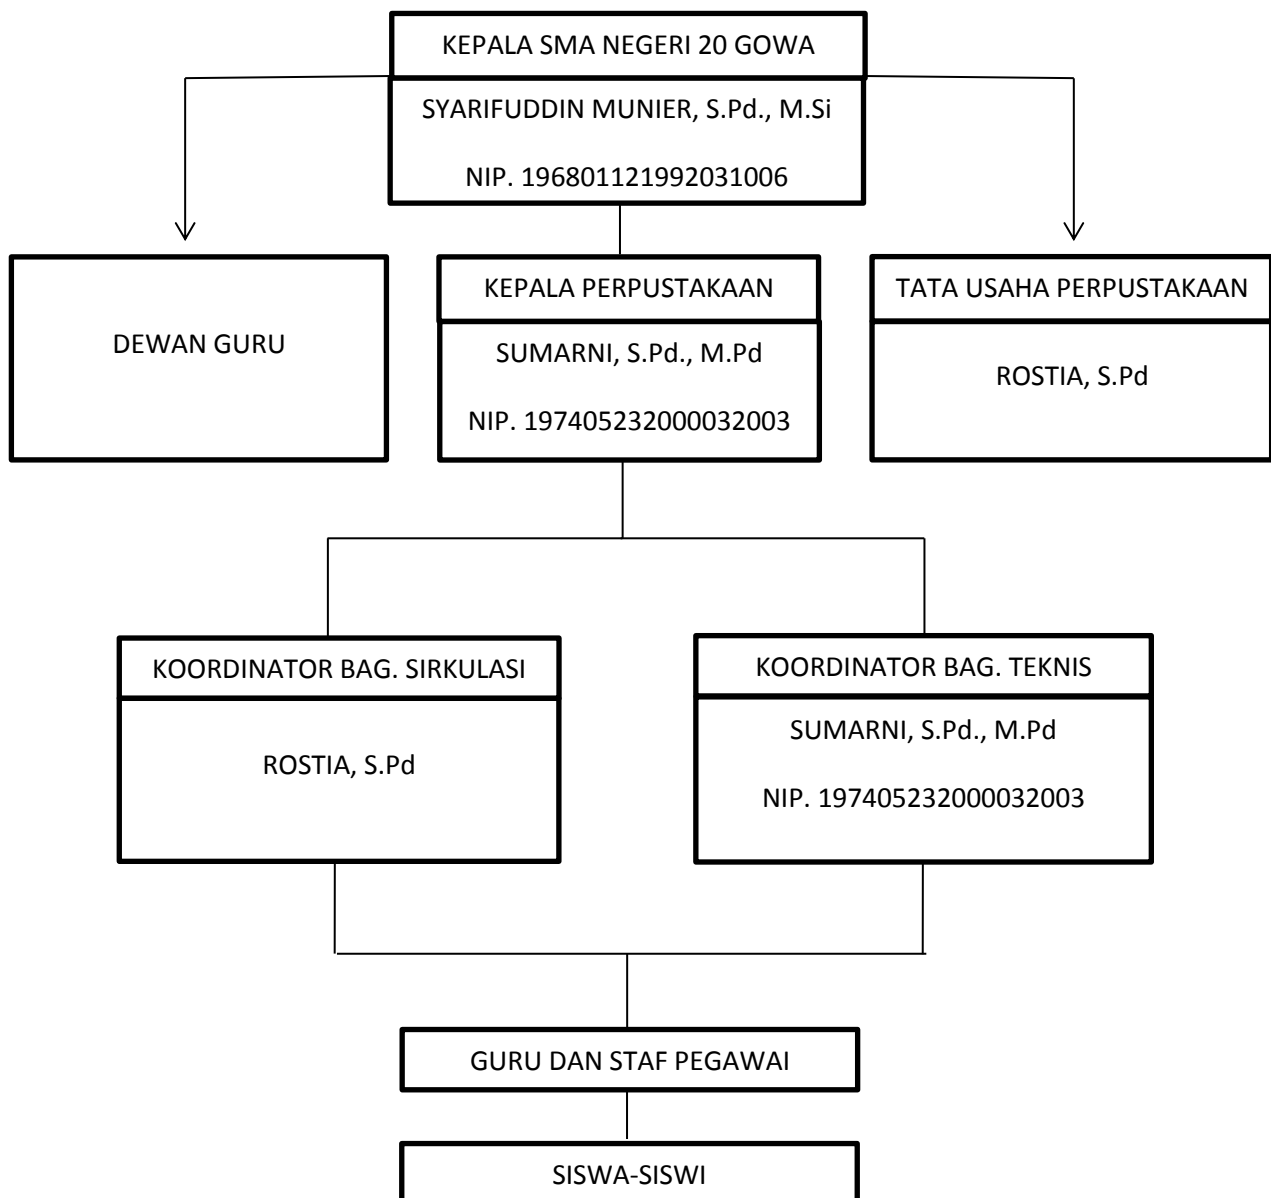 KEPALA SMA NEGERI 20 GOWA
SYARIFUDDIN MUNIER, S.Pd., M.Si
NIP. 196801121992031006
DEWAN GURU
KEPALA PERPUSTAKAAN
SUMARNI, S.Pd., M.Pd
NIP. 197405232000032003
TATA USAHA PERPUSTAKAAN
ROSTIA, S.Pd
KOORDINATOR BAG. SIRKULASI
ROSTIA, S.Pd
KOORDINATOR BAG. TEKNIS
SUMARNI, S.Pd., M.Pd
NIP. 197405232000032003
GURU DAN STAF PEGAWAI
SISWA-SISWI